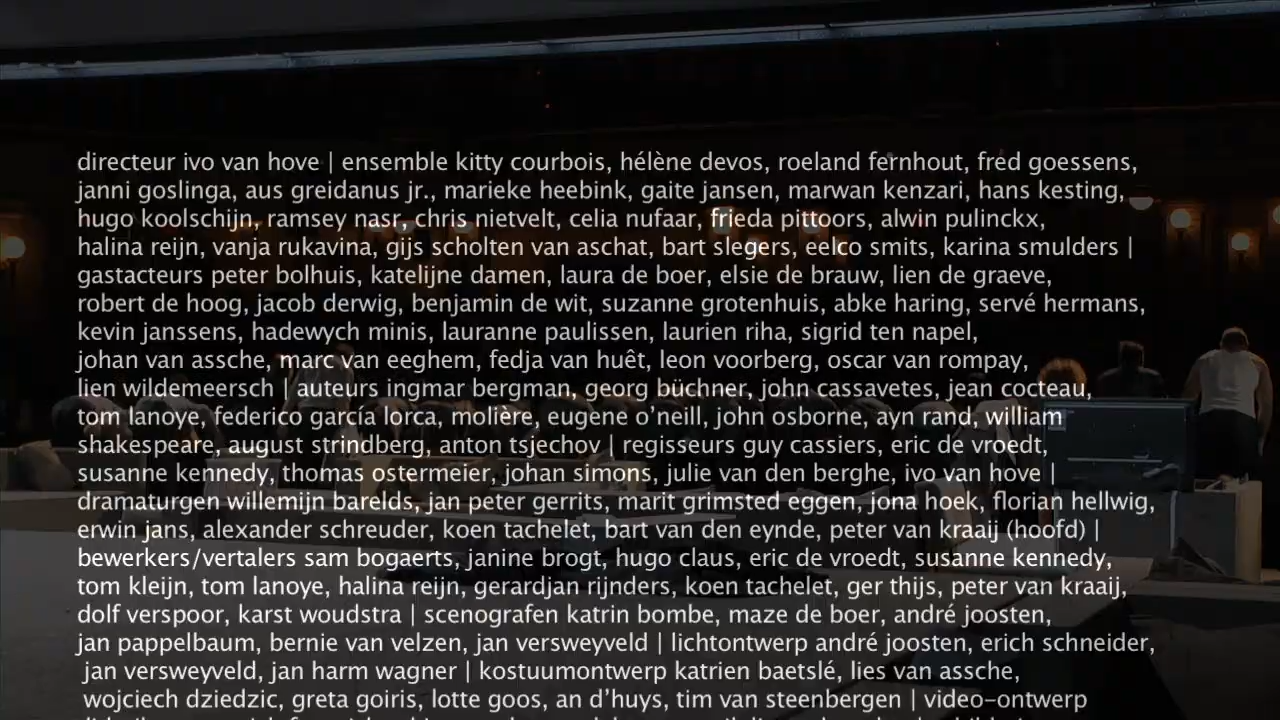 directeur ivo van hove | ensemble kitty courbois, hélène devos, roeland fernhout, fred goessens,
janni goslinga, aus greidanus jr., marieke heebink, gaite jansen, marwan kenzari, hans kesting,
hugo koolschijn, ramsey nasr, chris nietvelt, celia nufaar, frieda pittoors, alwin pulinckx,
halina reijn, vanja rukavina, gijs scholten van aschat, bart slegers, eelco smits, karina smulders |
gastacteurs peter bolhuis, katelijne damen, laura de boer, elsie de brauw, lien de graeve,
robert de hoog, jacob derwig, benjamin de wit, suzanne grotenhuis, abke haring, servé hermans,
kevin janssens, hadewych minis, lauranne paulissen, laurien riha, sigrid ten napel,
johan van assche, marc van eeghem, fedja van huêt, leon voorberg, oscar van rompay,
lien wildemeersch | auteurs ingmar bergman, georg büchner, john cassavetes, jean cocteau,
tom lanoye, federico garcía lorca, molière, eugene o’neill, john osborne, ayn rand, william
shakespeare, august strindberg, anton tsjechov | regisseurs guy cassiers, eric de vroedt,
susanne kennedy, thomas ostermeier, johan simons, julie van den berghe, ivo van hove |
dramaturgen willemijn barelds, jan peter gerrits, marit grimsted eggen, jona hoek, florian hellwig,
erwin jans, alexander schreuder, koen tachelet, bart van den eynde, peter van kraaij (hoofd) |
bewerkers/vertalers sam bogaerts, janine brogt, hugo claus, eric de vroedt, susanne kennedy,
tom kleijn, tom lanoye, halina reijn, gerardjan rijnders, koen tachelet, ger thijs, peter van kraaij,
dolf verspoor, karst woudstra | scenografen katrin bombe, maze de boer, andré joosten,
jan pappelbaum, bernie van velzen, jan versweyveld | lichtontwerp andré joosten, erich schneider,
jan versweyveld, jan harm wagner | kostuumontwerp katrien baetslé, lies van assche,
wojciech dziedzic, greta goiris, lotte goos, an d’huys, tim van steenbergen | video-ontwerp